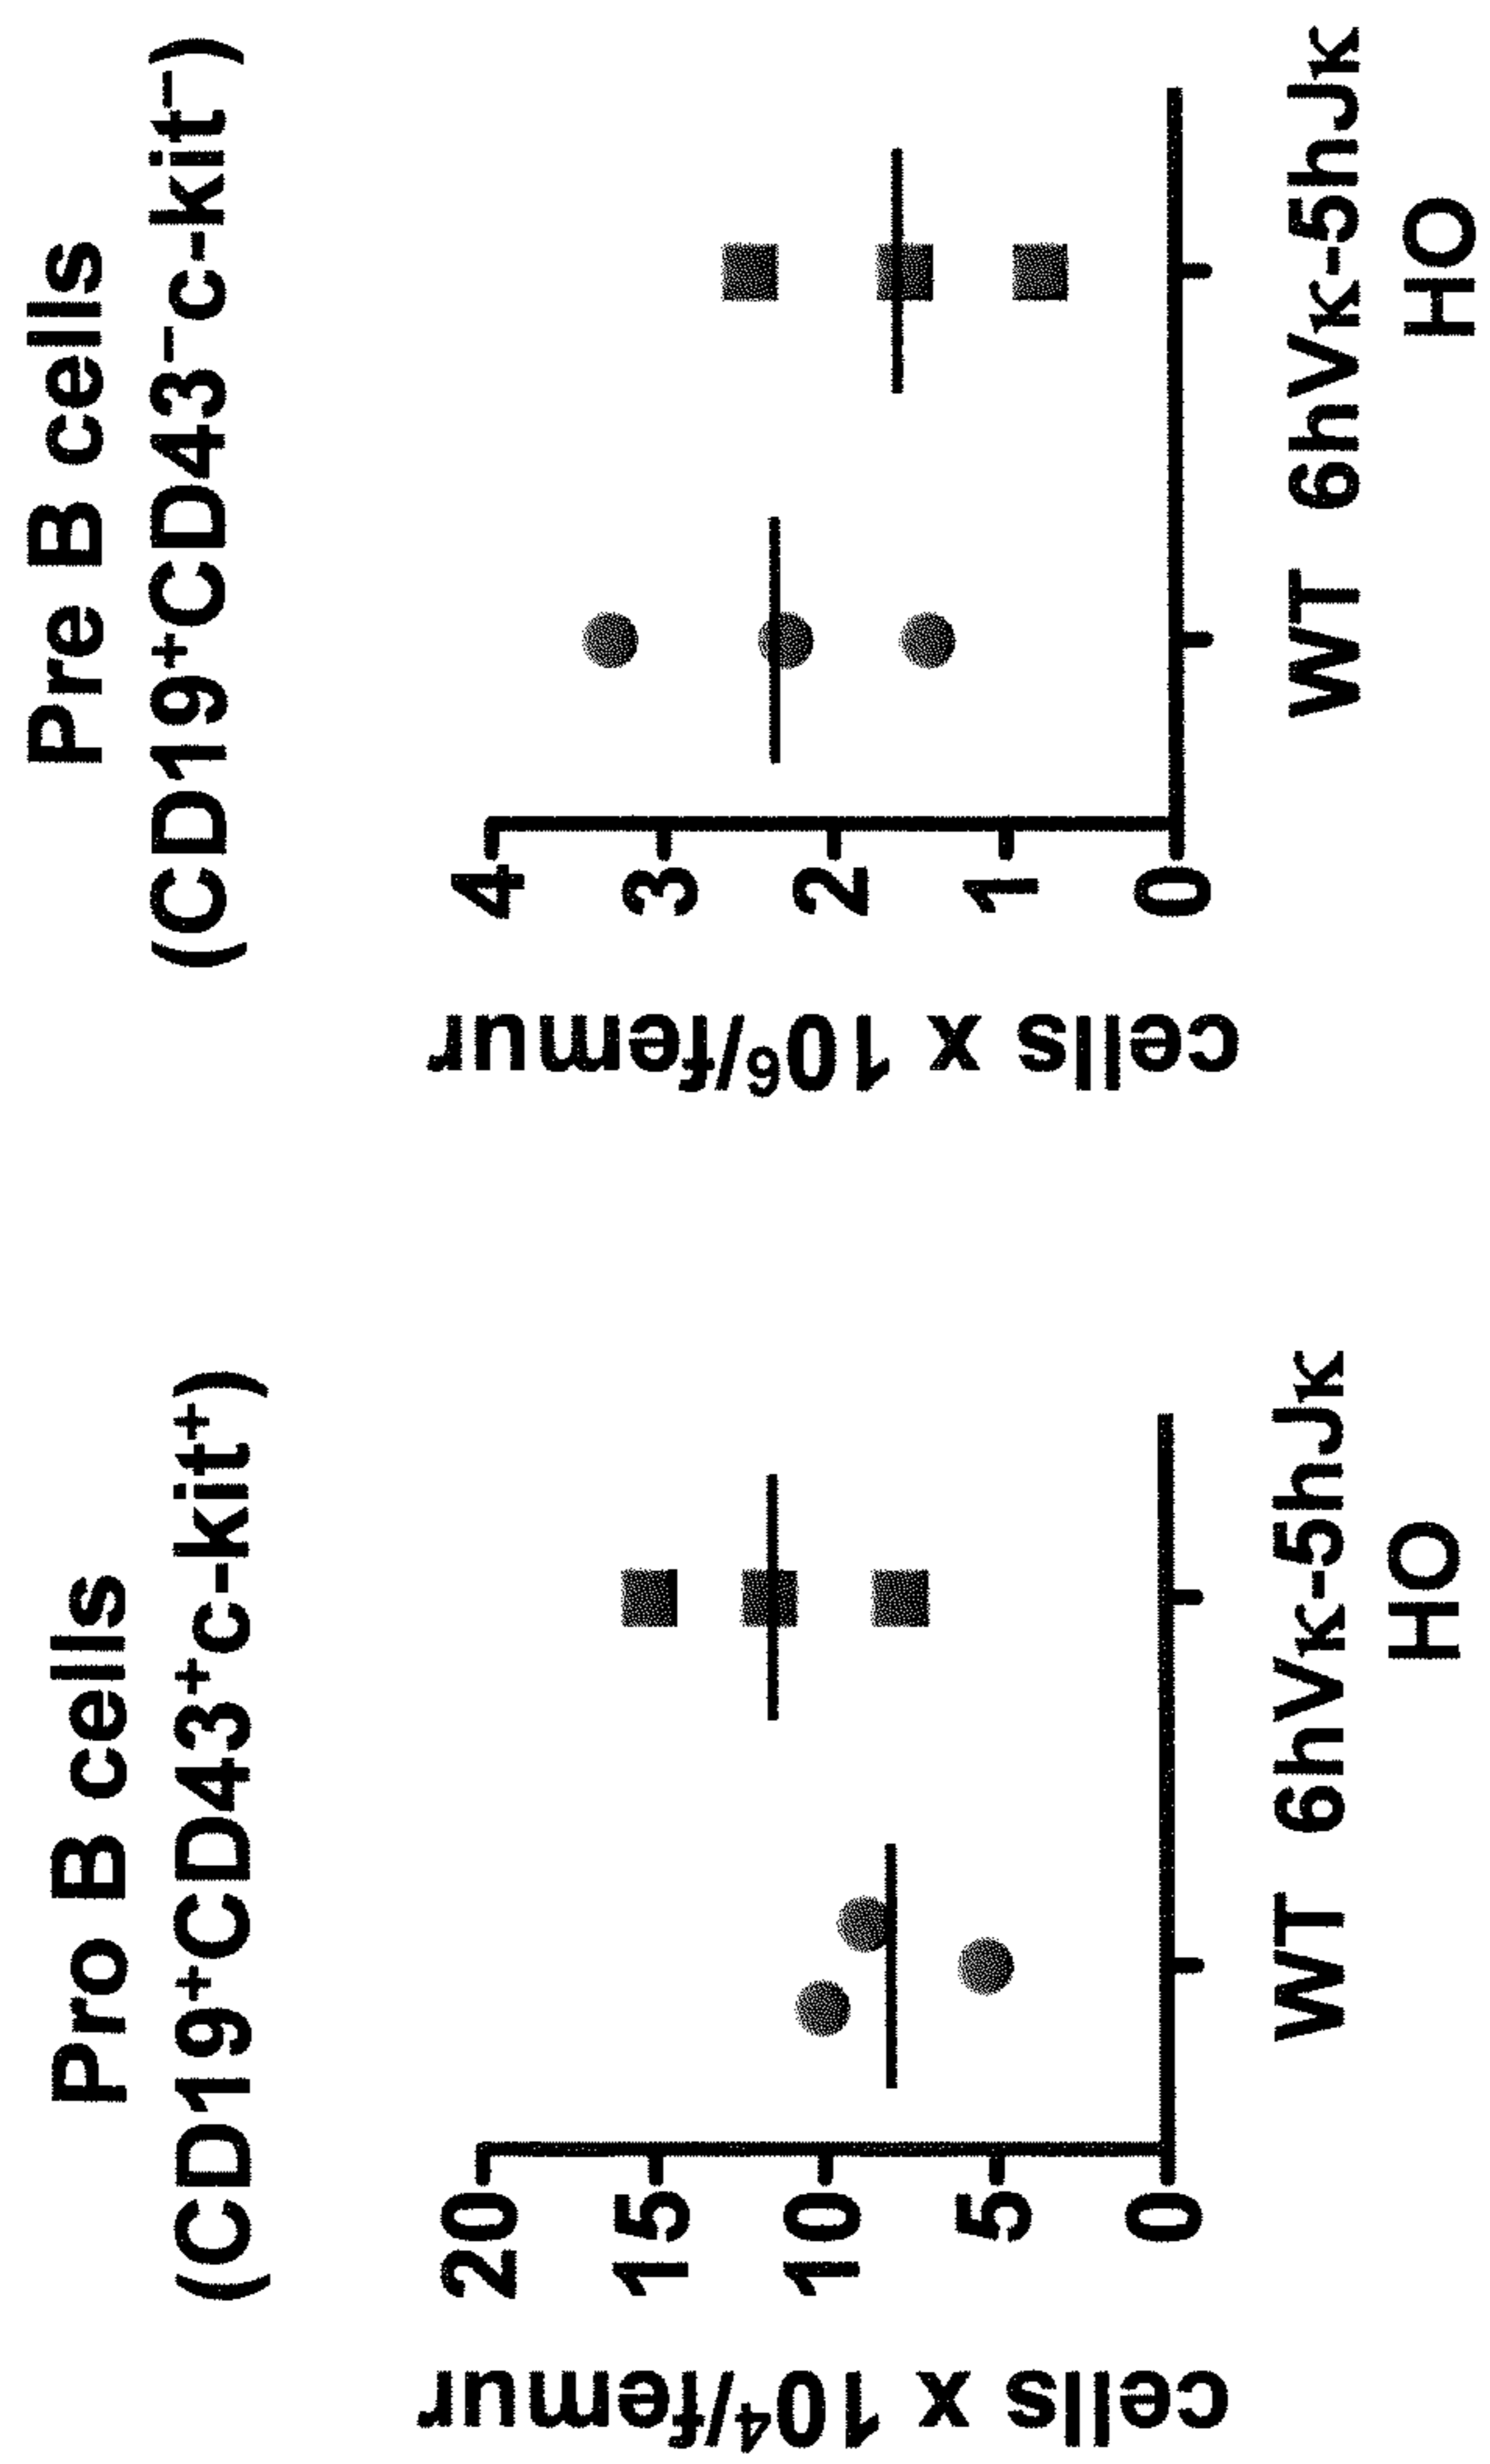 Pro B cells
(CD19⁺CD43⁺c-kit⁺)
cells x 10⁴/femur
20
15
10
5
0
WT 6hVκ-5hJκ
HO
Pre B cells
(CD19⁺CD43⁻c-kit⁻)
cells x 10⁶/femur
4
3
2
1
0
WT 6hVκ-5hJκ
HO